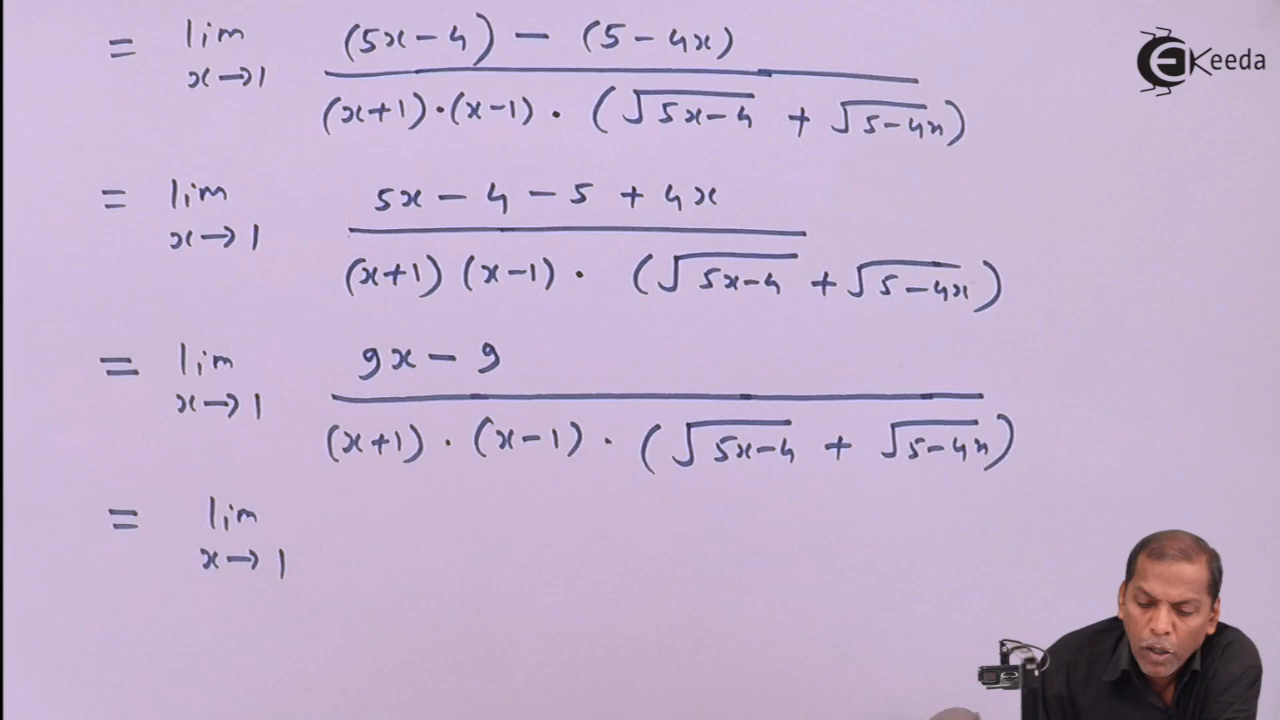 EKeeda
= lim x→1 (5x-4) - (5-4x) / (x+1)·(x-1)·(√5x-4 + √5-4x)
= lim x→1 5x-4-5+4x / (x+1)(x-1)·(√5x-4 + √5-4x)
= lim x→1 9x-9 / (x+1)·(x-1)·(√5x-4 + √5-4x)
= lim x→1